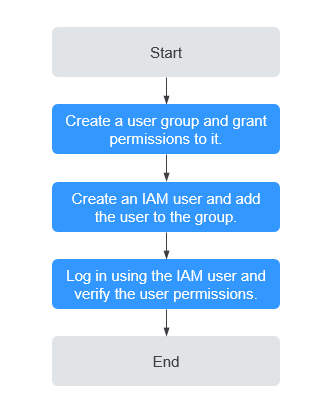 Start
Create a user group and grant
permissions to it.
Create an IAM user and add
the user to the group.
Log in using the IAM user and
verify the user permissions.
End